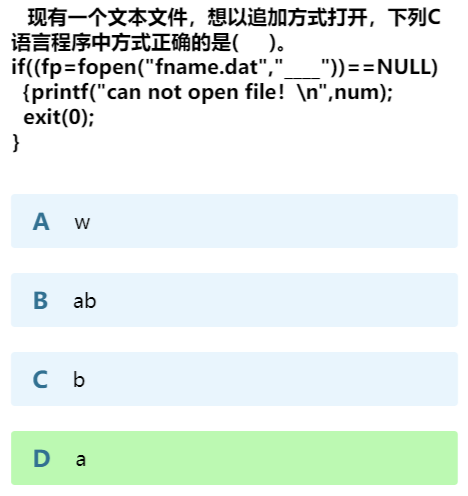 现有一个文本文件，想以追加方式打开，下列C
语言程序中方式正确的是(     )。
if((fp=fopen("fname.dat","____"))==NULL)
{printf("can not open file！\n",num);
exit(0);
}
A w
B ab
C b
D a